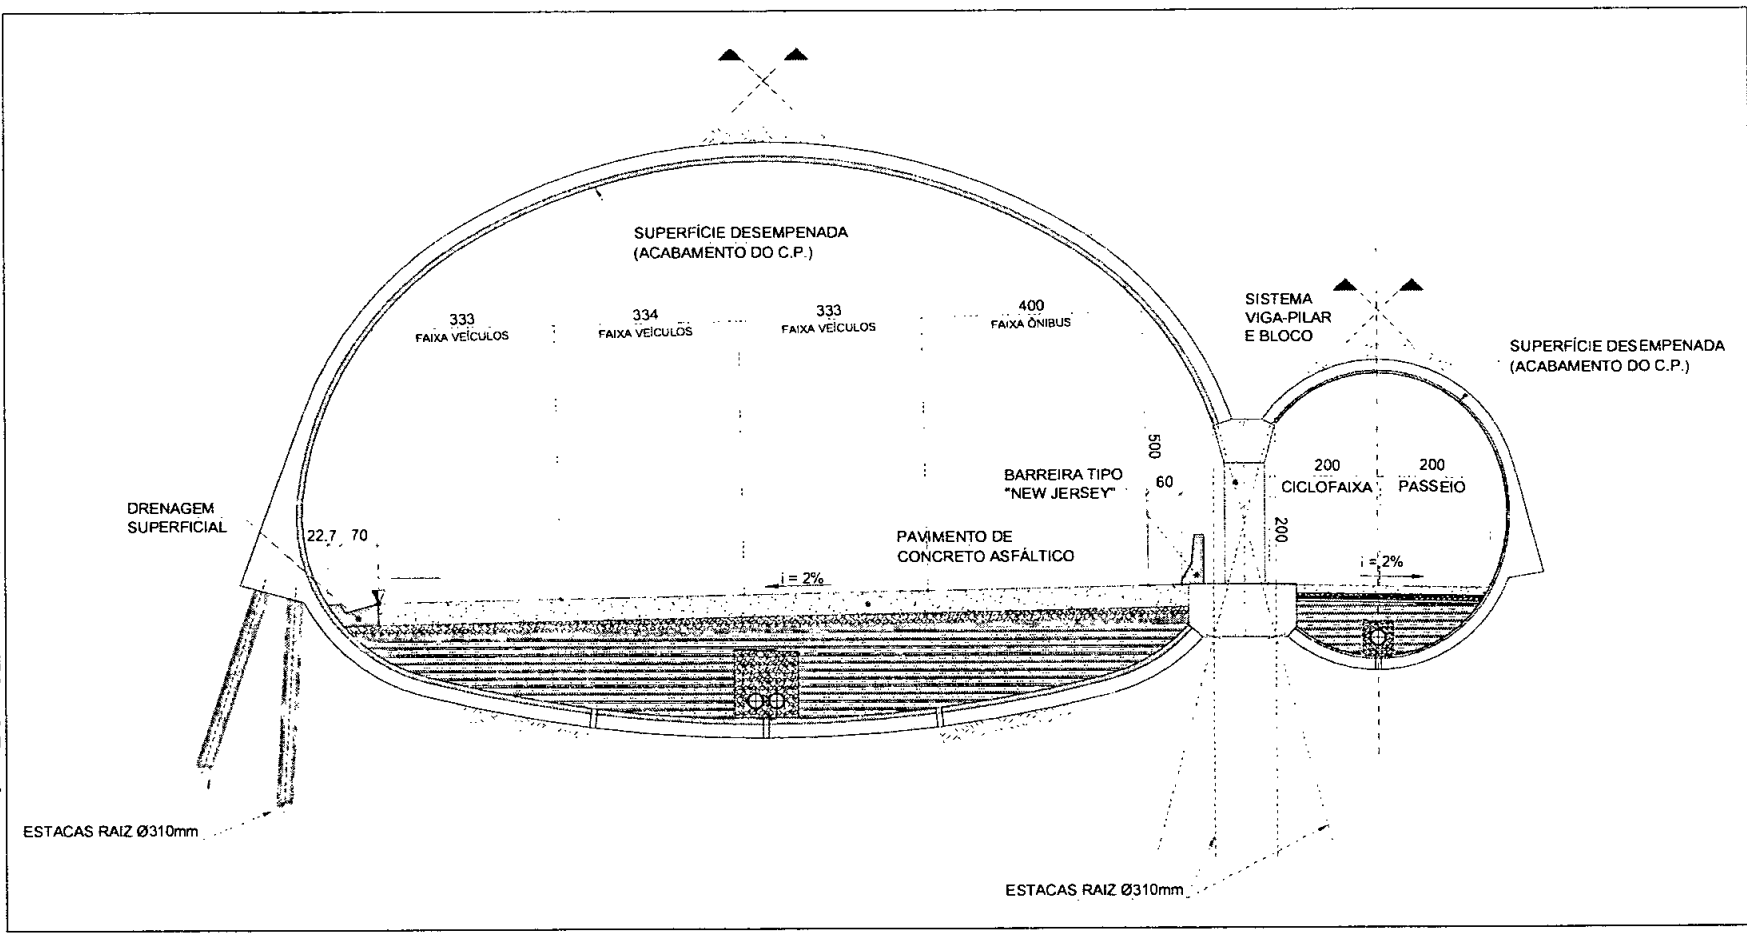 SUPERFÍCIE DESEMPENADA
(ACABAMENTO DO C.P.)
333
FAIXA VEÍCULOS
334
FAIXA VEÍCULOS
333
FAIXA VEÍCULOS
400
FAIXA ÔNIBUS
SISTEMA
VIGA-PILAR
E BLOCO
SUPERFÍCIE DESEMPENADA
(ACABAMENTO DO C.P.)
500
BARREIRA TIPO
"NEW JERSEY"
60
200
CICLOFAIXA
200
PASSEIO
DRENAGEM
SUPERFICIAL
22.7
70
PAVIMENTO DE
CONCRETO ASFÁLTICO
200
i = 2%
i = 2%
ESTACAS RAIZ Ø310mm
ESTACAS RAIZ Ø310mm